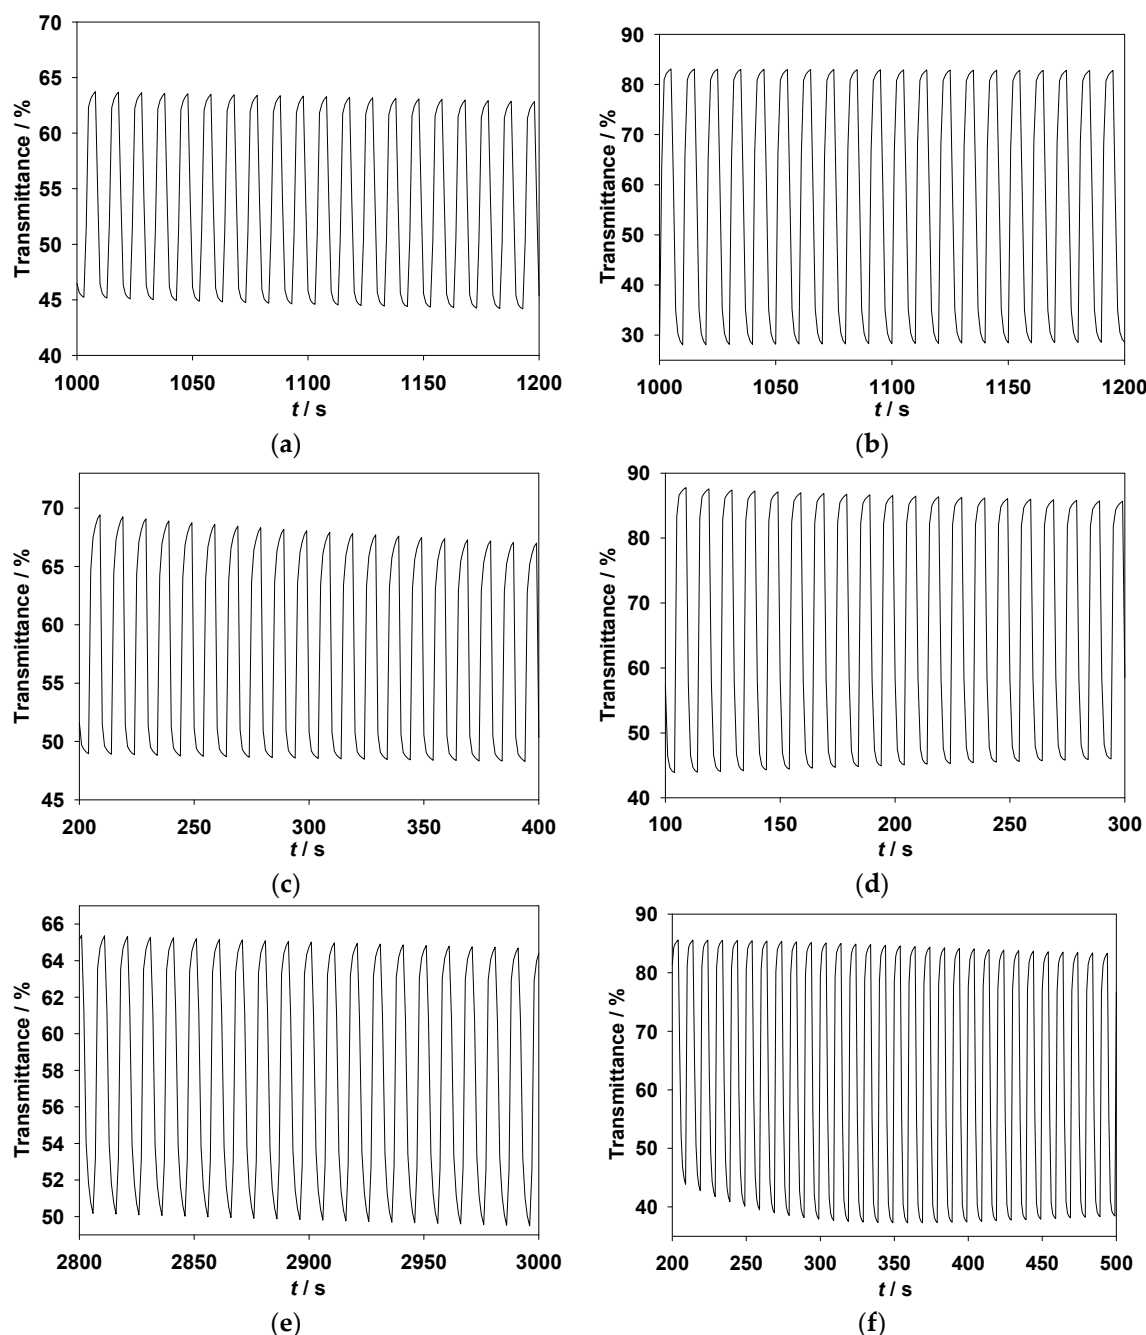 70
65
60
55
50
45
40
Transmittance / %
1000 1050 1100 1150 1200
t / s
(a)
90
80
70
60
50
40
30
Transmittance / %
1000 1050 1100 1150 1200
t / s
(b)
70
65
60
55
50
45
Transmittance / %
200 250 300 350 400
t / s
(c)
90
80
70
60
50
40
Transmittance / %
100 150 200 250 300
t / s
(d)
66
64
62
60
58
56
54
52
50
Transmittance / %
2800 2850 2900 2950 3000
t / s
(e)
90
80
70
60
50
40
Transmittance / %
200 250 300 350 400 450 500
t / s
(f)